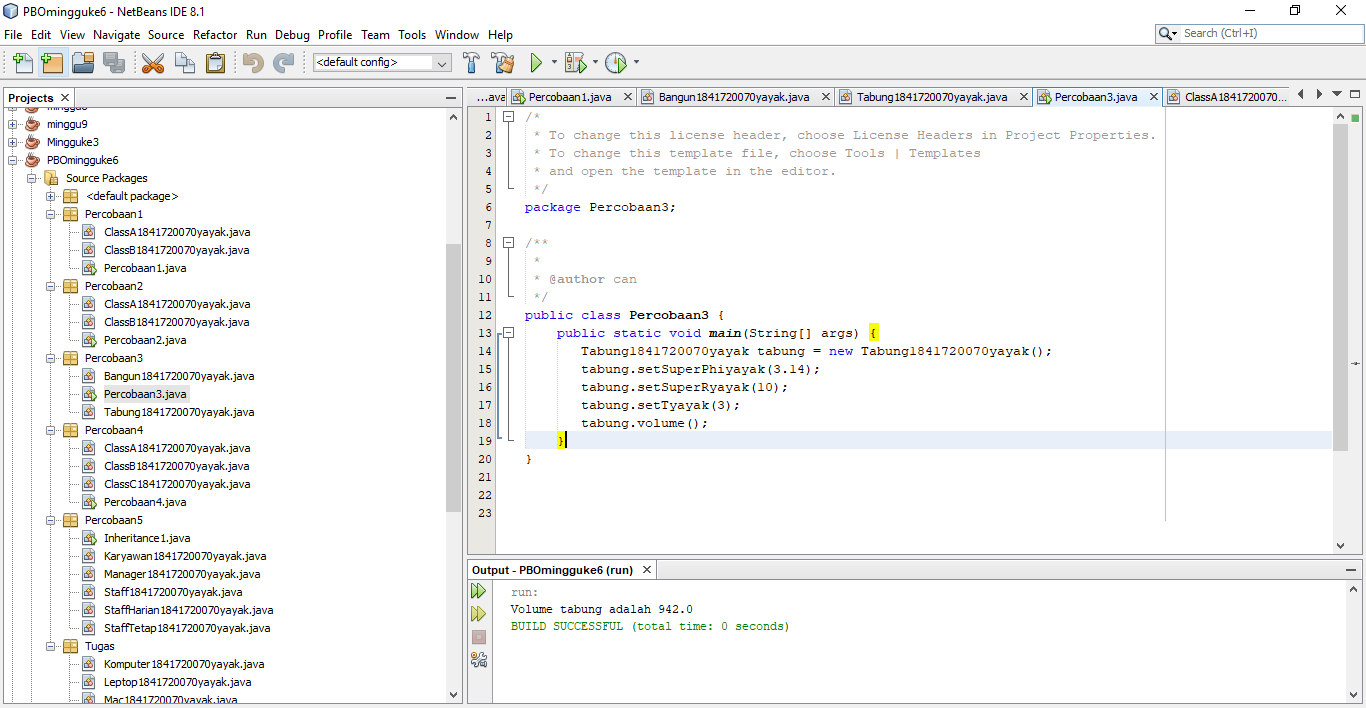 PBOmingguke6 - NetBeans IDE 8.1
File Edit View Navigate Source Refactor Run Debug Profile Team Tools Window Help
Search (Ctrl+I)
<default config>
Projects
minggu9
Mingguke3
PBOmingguke6
Source Packages
<default package>
Percobaan1
ClassA1841720070yayak.java
ClassB1841720070yayak.java
Percobaan1.java
Percobaan2
ClassA1841720070yayak.java
ClassB1841720070yayak.java
Percobaan2.java
Percobaan3
Bangun1841720070yayak.java
Percobaan3.java
Tabung1841720070yayak.java
Percobaan4
ClassA1841720070yayak.java
ClassB1841720070yayak.java
ClassC1841720070yayak.java
Percobaan4.java
Percobaan5
Inheritance1.java
Karyawan1841720070yayak.java
Manager1841720070yayak.java
Staff1841720070yayak.java
StaffHarian1841720070yayak.java
StaffTetap1841720070yayak.java
Tugas
Komputer1841720070yayak.java
Leptop1841720070yayak.java
Mac1841720070yayak.java
...ava Percobaan1.java Bangun1841720070yayak.java Tabung1841720070yayak.java Percobaan3.java ClassA1841720070...
1 /*
2 * To change this license header, choose License Headers in Project Properties.
3 * To change this template file, choose Tools | Templates
4 * and open the template in the editor.
5 */
6 package Percobaan3;
7
8 /**
9 *
10 * @author can
11 */
12 public class Percobaan3 {
13 public static void main(String[] args) {
14 Tabung1841720070yayak tabung = new Tabung1841720070yayak();
15 tabung.setSuperPhiyayak(3.14);
16 tabung.setSuperRyayak(10);
17 tabung.setTyayak(3);
18 tabung.volume();
19 }
20 }
21
22
23
Output - PBOmingguke6 (run)
run:
Volume tabung adalah 942.0
BUILD SUCCESSFUL (total time: 0 seconds)